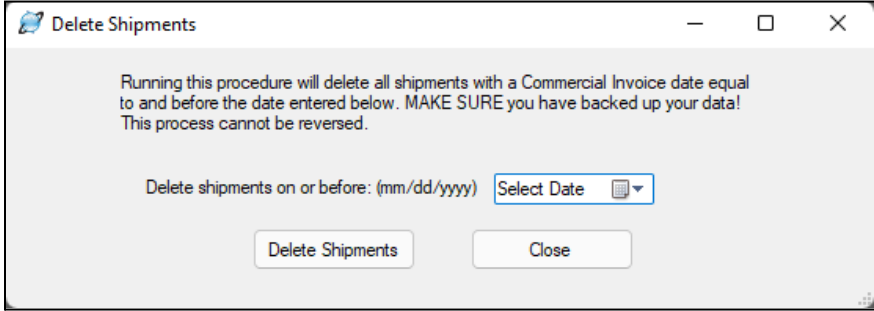 Delete Shipments
Running this procedure will delete all shipments with a Commercial Invoice date equal
to and before the date entered below. MAKE SURE you have backed up your data!
This process cannot be reversed.
Delete shipments on or before: (mm/dd/yyyy) Select Date
Delete Shipments Close